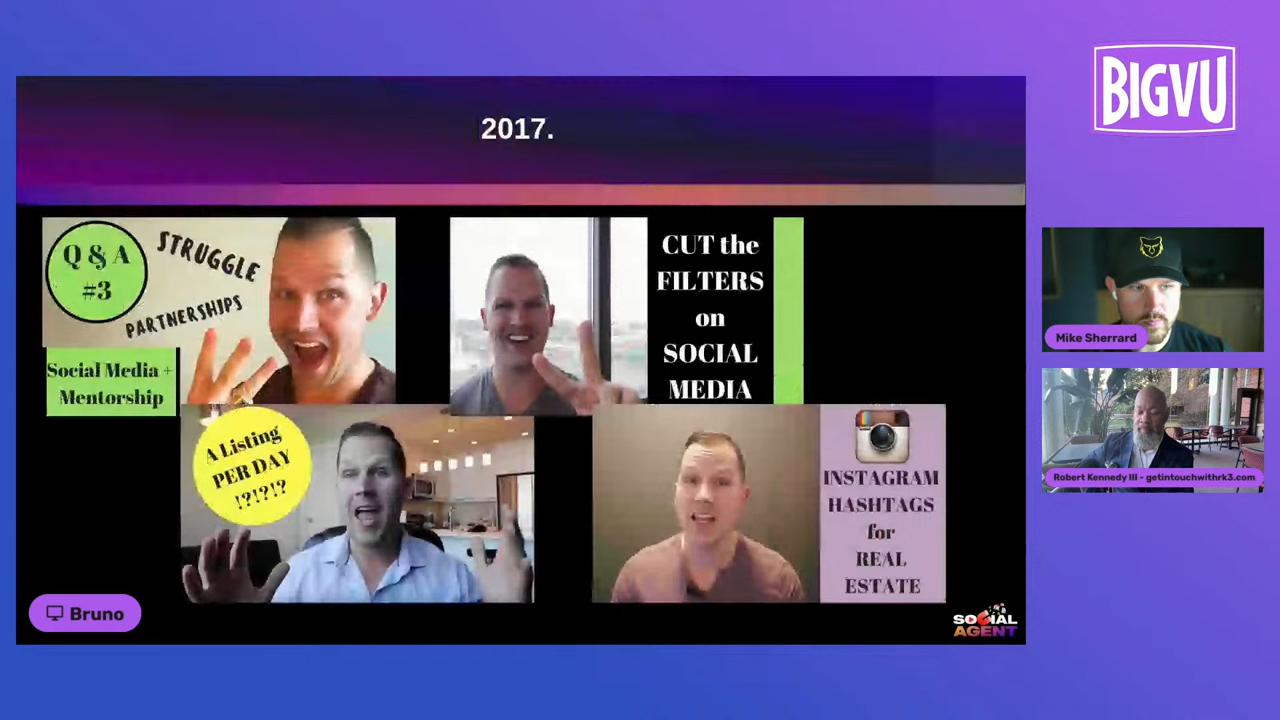 BIGVU
2017.
Q & A
#3
STRUGGLE
PARTNERSHIPS
Social Media +
Mentorship
CUT the
FILTERS
on
SOCIAL
MEDIA
A Listing
PER DAY
!?!?!?
INSTAGRAM
HASHTAGS
for
REAL
ESTATE
Mike Sherrard
Robert Kennedy III - getintouchwithrk3.com
Bruno
SOCIAL
AGENT